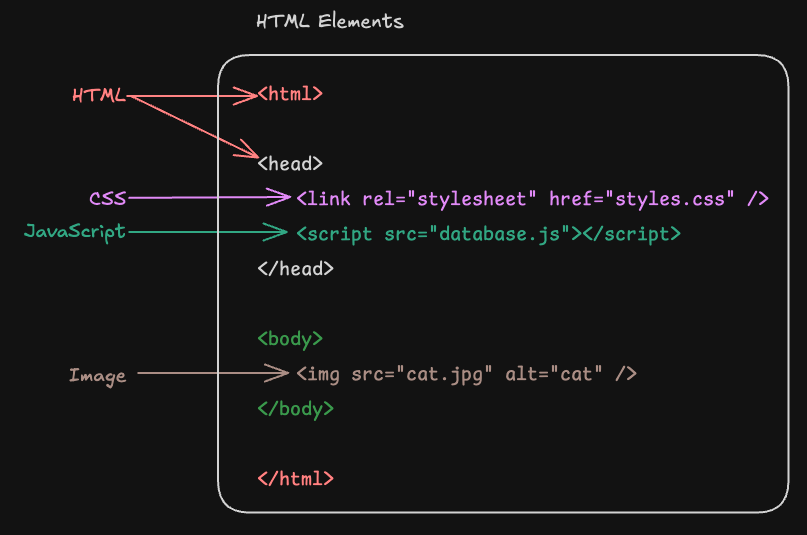 HTML Elements
HTML
<html>
<head>
CSS
<link rel="stylesheet" href="styles.css" />
JavaScript
<script src="database.js"></script>
</head>
<body>
Image
<img src="cat.jpg" alt="cat" />
</body>
</html>